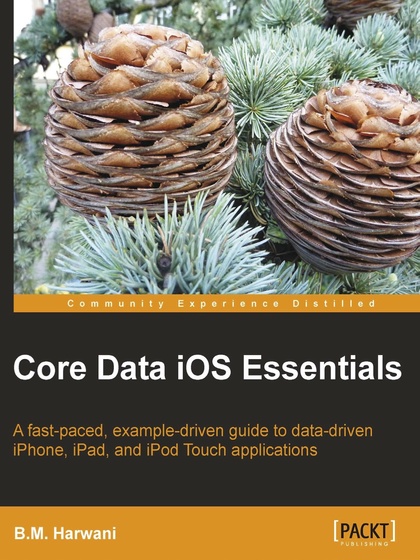 Community Experience Distilled
Core Data iOS Essentials
A fast-paced, example-driven guide to data-driven
iPhone, iPad, and iPod Touch applications
B.M. Harwani
[PACKT]
PUBLISHING